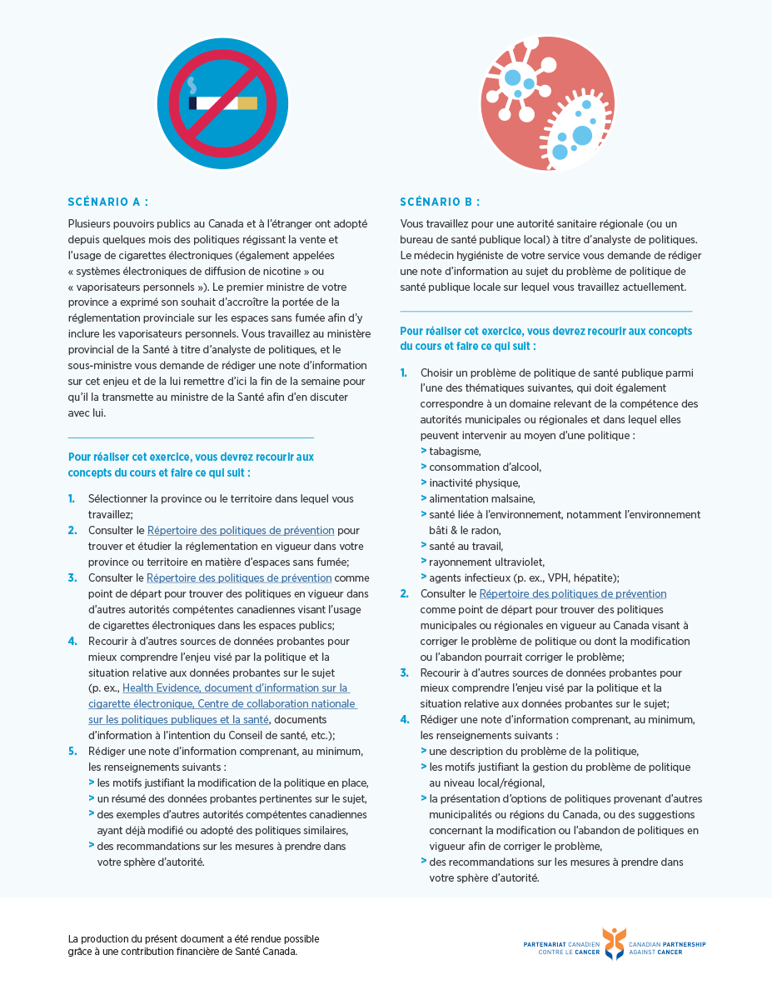 SCÉNARIO A :
Plusieurs pouvoirs publics au Canada et à l’étranger ont adopté
depuis quelques mois des politiques régissant la vente et
l’usage de cigarettes électroniques (également appelées
« systèmes électroniques de diffusion de nicotine » ou
« vaporisateurs personnels »). Le premier ministre de votre
province a exprimé son souhait d’accroître la portée de la
réglementation provinciale sur les espaces sans fumée afin d’y
inclure les vaporisateurs personnels. Vous travaillez au ministère
provincial de la Santé à titre d’analyste de politiques, et le
sous-ministre vous demande de rédiger une note d’information
sur cet enjeu et de la lui remettre d’ici la fin de la semaine pour
qu’il la transmette au ministre de la Santé afin d’en discuter
avec lui.
Pour réaliser cet exercice, vous devrez recourir aux
concepts du cours et faire ce qui suit :
1. Sélectionner la province ou le territoire dans lequel vous
travaillez;
2. Consulter le Répertoire des politiques de prévention pour
trouver et étudier la réglementation en vigueur dans votre
province ou territoire en matière d’espaces sans fumée;
3. Consulter le Répertoire des politiques de prévention comme
point de départ pour trouver des politiques en vigueur dans
d’autres autorités compétentes canadiennes visant l’usage
de cigarettes électroniques dans les espaces publics;
4. Recourir à d’autres sources de données probantes pour
mieux comprendre l’enjeu visé par la politique et la
situation relative aux données probantes sur le sujet
(p. ex., Health Evidence, document d’information sur la
cigarette électronique, Centre de collaboration nationale
sur les politiques publiques et la santé, documents
d’information à l’intention du Conseil de santé, etc.);
5. Rédiger une note d’information comprenant, au minimum,
les renseignements suivants :
> les motifs justifiant la modification de la politique en place,
> un résumé des données probantes pertinentes sur le sujet,
> des exemples d’autres autorités compétentes canadiennes
ayant déjà modifié ou adopté des politiques similaires,
> des recommandations sur les mesures à prendre dans
votre sphère d’autorité.
SCÉNARIO B :
Vous travaillez pour une autorité sanitaire régionale (ou un
bureau de santé publique local) à titre d’analyste de politiques.
Le médecin hygiéniste de votre service vous demande de rédiger
une note d’information au sujet du problème de politique de
santé publique locale sur lequel vous travaillez actuellement.
Pour réaliser cet exercice, vous devrez recourir aux concepts
du cours et faire ce qui suit :
1. Choisir un problème de politique de santé publique parmi
l’une des thématiques suivantes, qui doit également
correspondre à un domaine relevant de la compétence des
autorités municipales ou régionales et dans lequel elles
peuvent intervenir au moyen d’une politique :
> tabagisme,
> consommation d’alcool,
> inactivité physique,
> alimentation malsaine,
> santé liée à l’environnement, notamment l’environnement
bâti & le radon,
> santé au travail,
> rayonnement ultraviolet,
> agents infectieux (p. ex., VPH, hépatite);
2. Consulter le Répertoire des politiques de prévention
comme point de départ pour trouver des politiques
municipales ou régionales en vigueur au Canada visant à
corriger le problème de politique ou dont la modification
ou l’abandon pourrait corriger le problème;
3. Recourir à d’autres sources de données probantes pour
mieux comprendre l’enjeu visé par la politique et la
situation relative aux données probantes sur le sujet;
4. Rédiger une note d’information comprenant, au minimum,
les renseignements suivants :
> une description du problème de la politique,
> les motifs justifiant la gestion du problème de politique
au niveau local/régional,
> la présentation d’options de politiques provenant d’autres
municipalités ou régions du Canada, ou des suggestions
concernant la modification ou l’abandon de politiques en
vigueur afin de corriger le problème,
> des recommandations sur les mesures à prendre dans
votre sphère d’autorité.
La production du présent document a été rendue possible
grâce à une contribution financière de Santé Canada.
PARTENARIAT CANADIEN
CONTRE LE CANCER
CANADIAN PARTNERSHIP
AGAINST CANCER